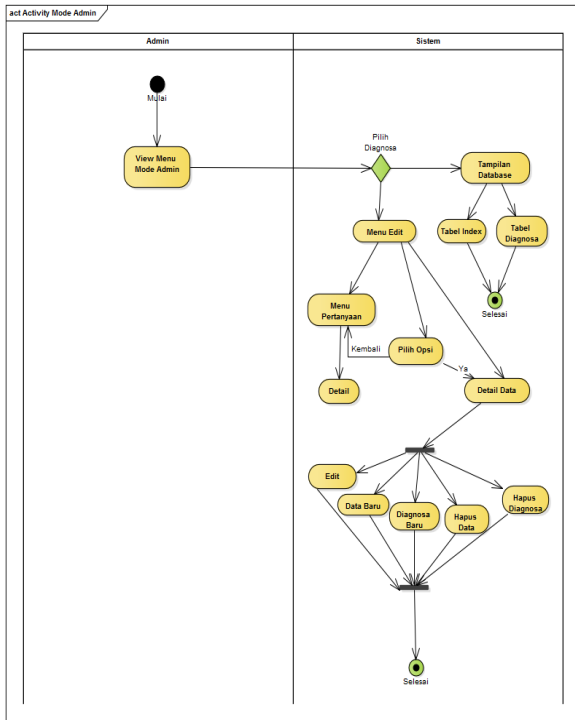 act Activity Mode Admin
Admin
Sistem
Mulai
Pilih
Diagnosa
View Menu
Mode Admin
Tampilan
Database
Menu Edit
Tabel Index
Tabel
Diagnosa
Selesai
Menu
Pertanyaan
Kembali
Pilih Opsi
Ya
Detail
Detail Data
Edit
Data Baru
Diagnosa
Baru
Hapus
Data
Hapus
Diagnosa
Selesai